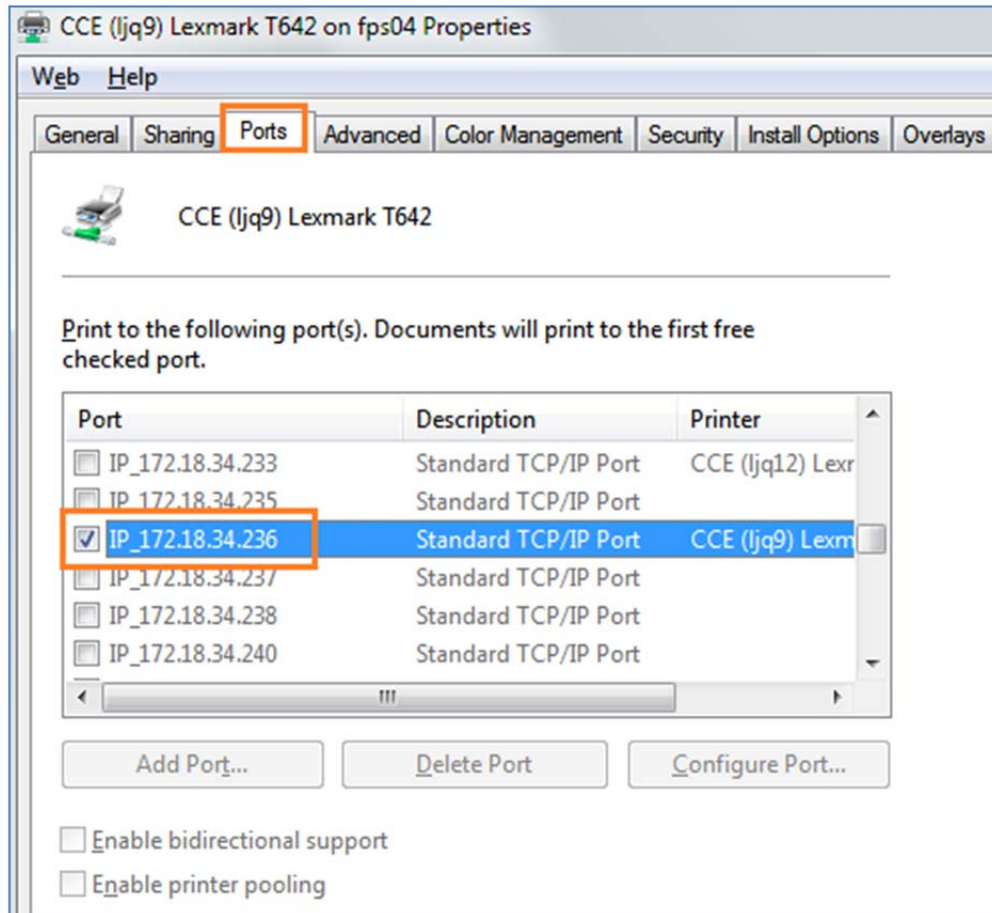 CCE (ljq9) Lexmark T642 on fps04 Properties
Web Help
General Sharing Ports Advanced Color Management Security Install Options Overlays
CCE (ljq9) Lexmark T642
Print to the following port(s). Documents will print to the first free
checked port.
Port Description Printer
IP_172.18.34.233 Standard TCP/IP Port CCE (ljq12) Lexr
IP_172.18.34.235 Standard TCP/IP Port
IP_172.18.34.236 Standard TCP/IP Port CCE (ljq9) Lexm
IP_172.18.34.237 Standard TCP/IP Port
IP_172.18.34.238 Standard TCP/IP Port
IP_172.18.34.240 Standard TCP/IP Port
Add Port... Delete Port Configure Port...
Enable bidirectional support
Enable printer pooling